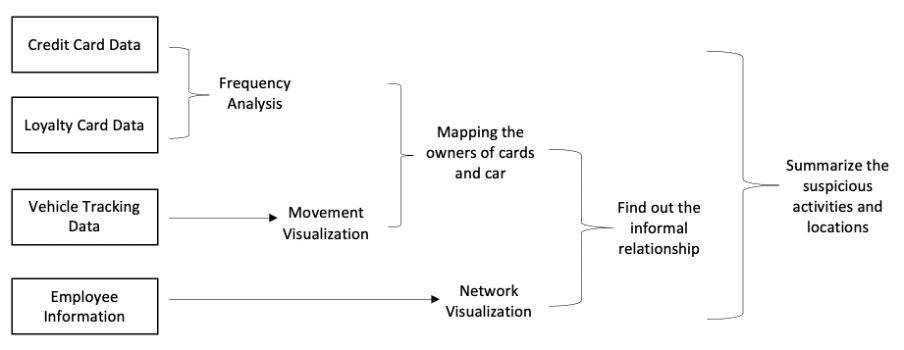 Credit Card Data
Loyalty Card Data
Frequency
Analysis
Vehicle Tracking
Data
Movement
Visualization
Mapping the
owners of cards
and car
Employee
Information
Network
Visualization
Find out the
informal
relationship
Summarize the
suspicious
activities and
locations